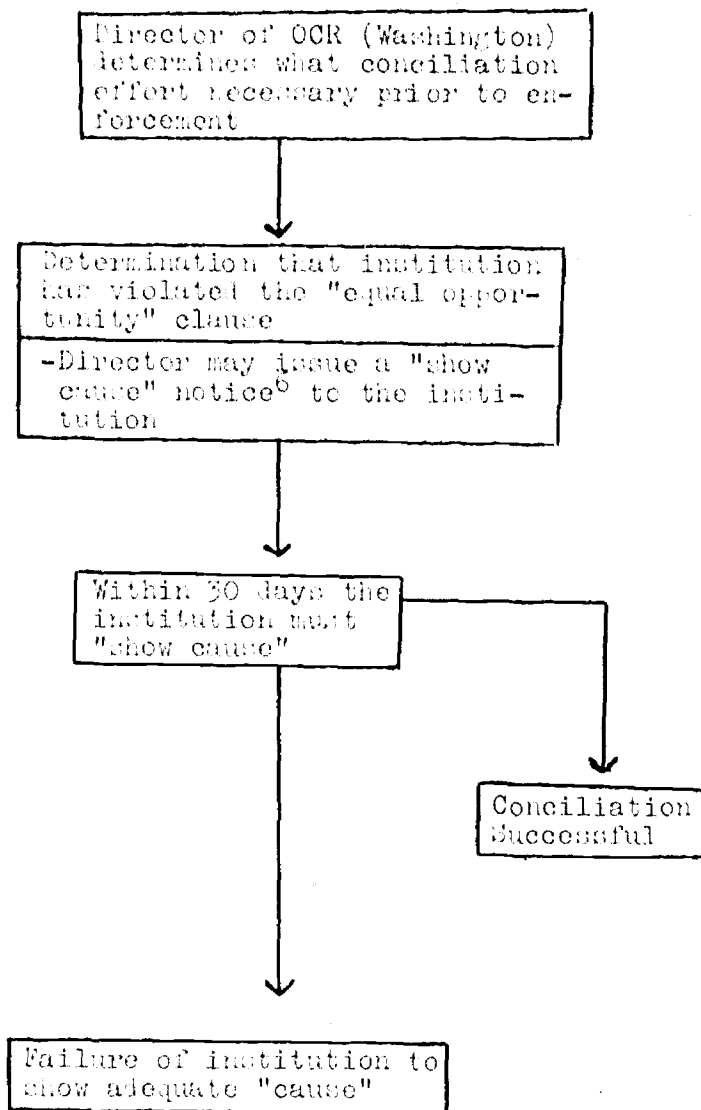 Director of OCR (Washington)
determines what conciliation
effort necessary prior to en-
forcement
Determination that institution
has violated the "equal oppor-
tunity" clause
-Director may issue a "show
cause" notice6 to the insti-
tution
Within 30 days the
institution must
"show cause"
Conciliation
Successful
Failure of institution to
show adequate "cause"